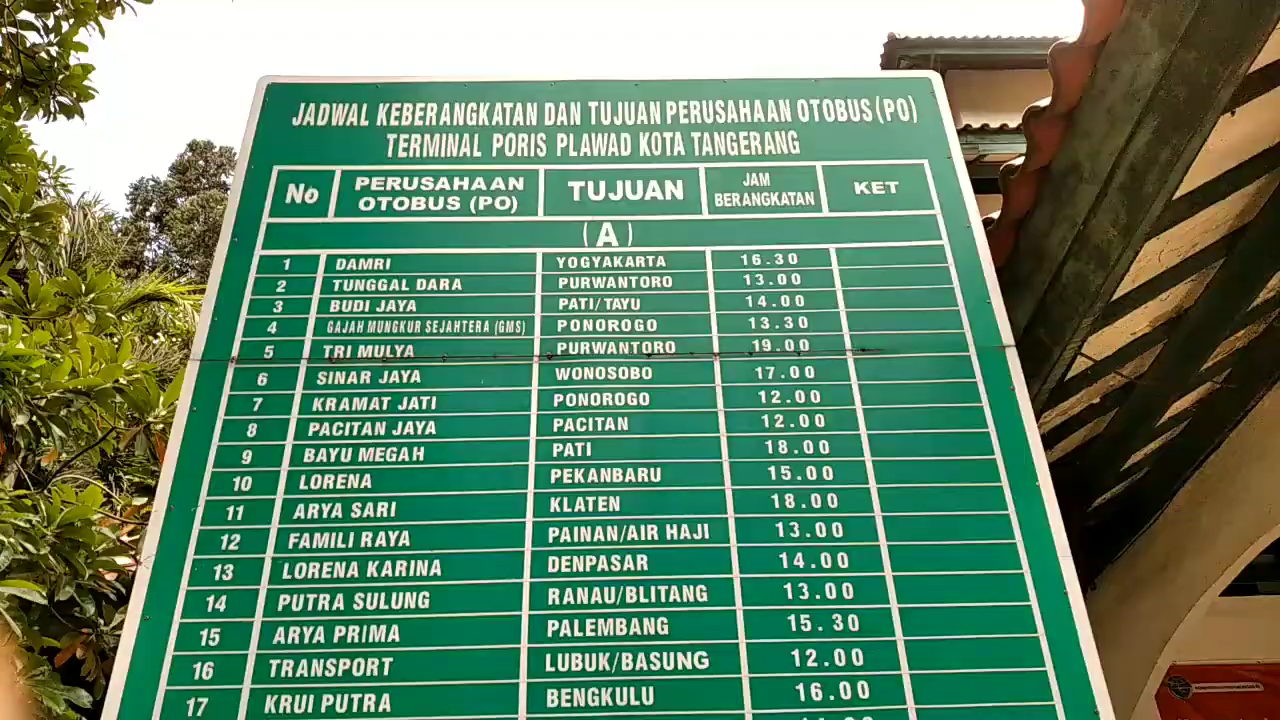 JADWAL KEBERANGKATAN DAN TUJUAN PERUSAHAAN OTOBUS (PO)
TERMINAL PORIS PLAWAD KOTA TANGERANG
No PERUSAHAAN OTOBUS (PO) TUJUAN JAM BERANGKATAN KET
(A)
1 DAMRI YOGYAKARTA 16.30
2 TUNGGAL DARA PURWANTORO 13.00
3 BUDI JAYA PATI/TAYU 14.00
4 GAJAH MUNGKUR SEJAHTERA (GMS) PONOROGO 13.30
5 TRI MULYA PURWANTORO 19.00
6 SINAR JAYA WONOSOBO 17.00
7 KRAMAT JATI PONOROGO 12.00
8 PACITAN JAYA PACITAN 12.00
9 BAYU MEGAH PATI 18.00
10 LORENA PEKANBARU 15.00
11 ARYA SARI KLATEN 18.00
12 FAMILI RAYA PAINAN/AIR HAJI 13.00
13 LORENA KARINA DENPASAR 14.00
14 PUTRA SULUNG RANAU/BLITANG 13.00
15 ARYA PRIMA PALEMBANG 15.30
16 TRANSPORT LUBUK/BASUNG 12.00
17 KRUI PUTRA BENGKULU 16.00